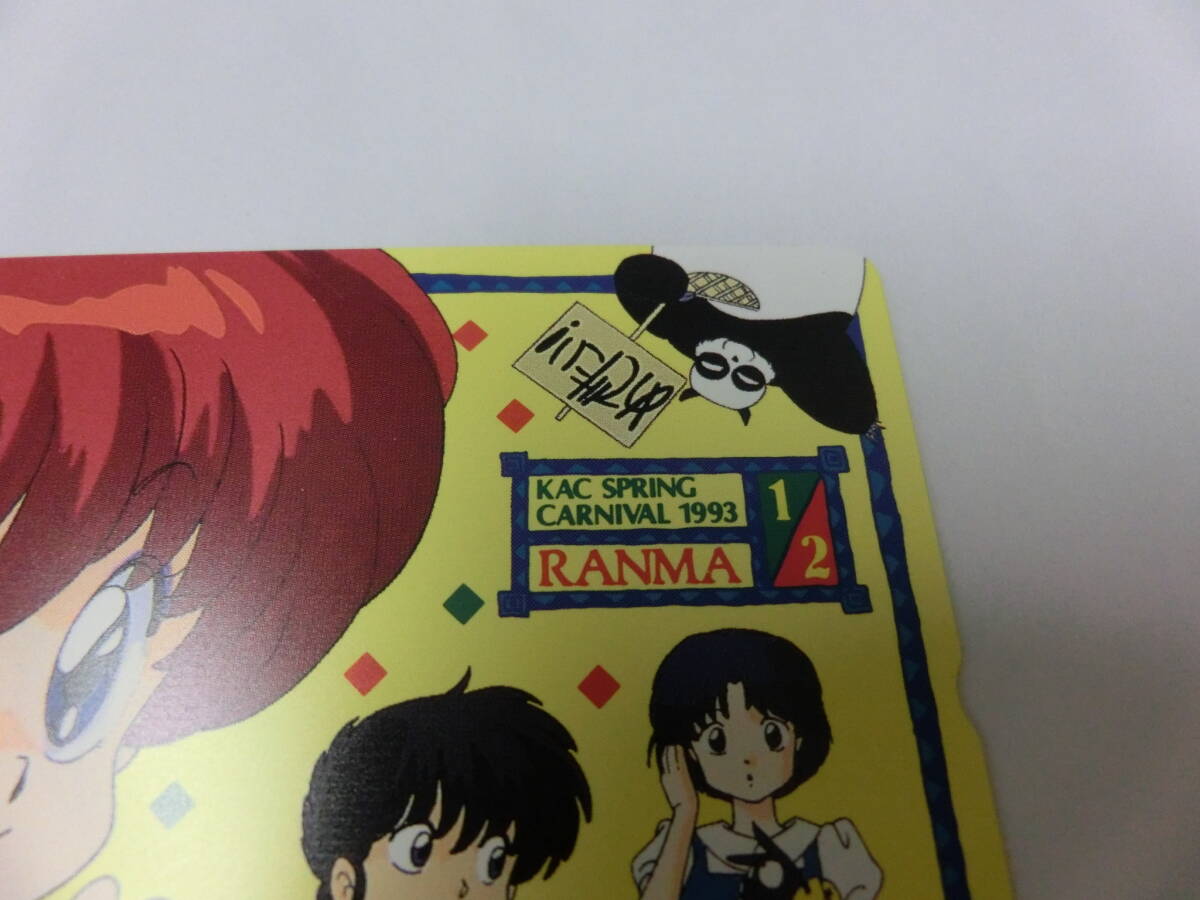 KAC SPRING
CARNIVAL 1993
RANMA
1
2